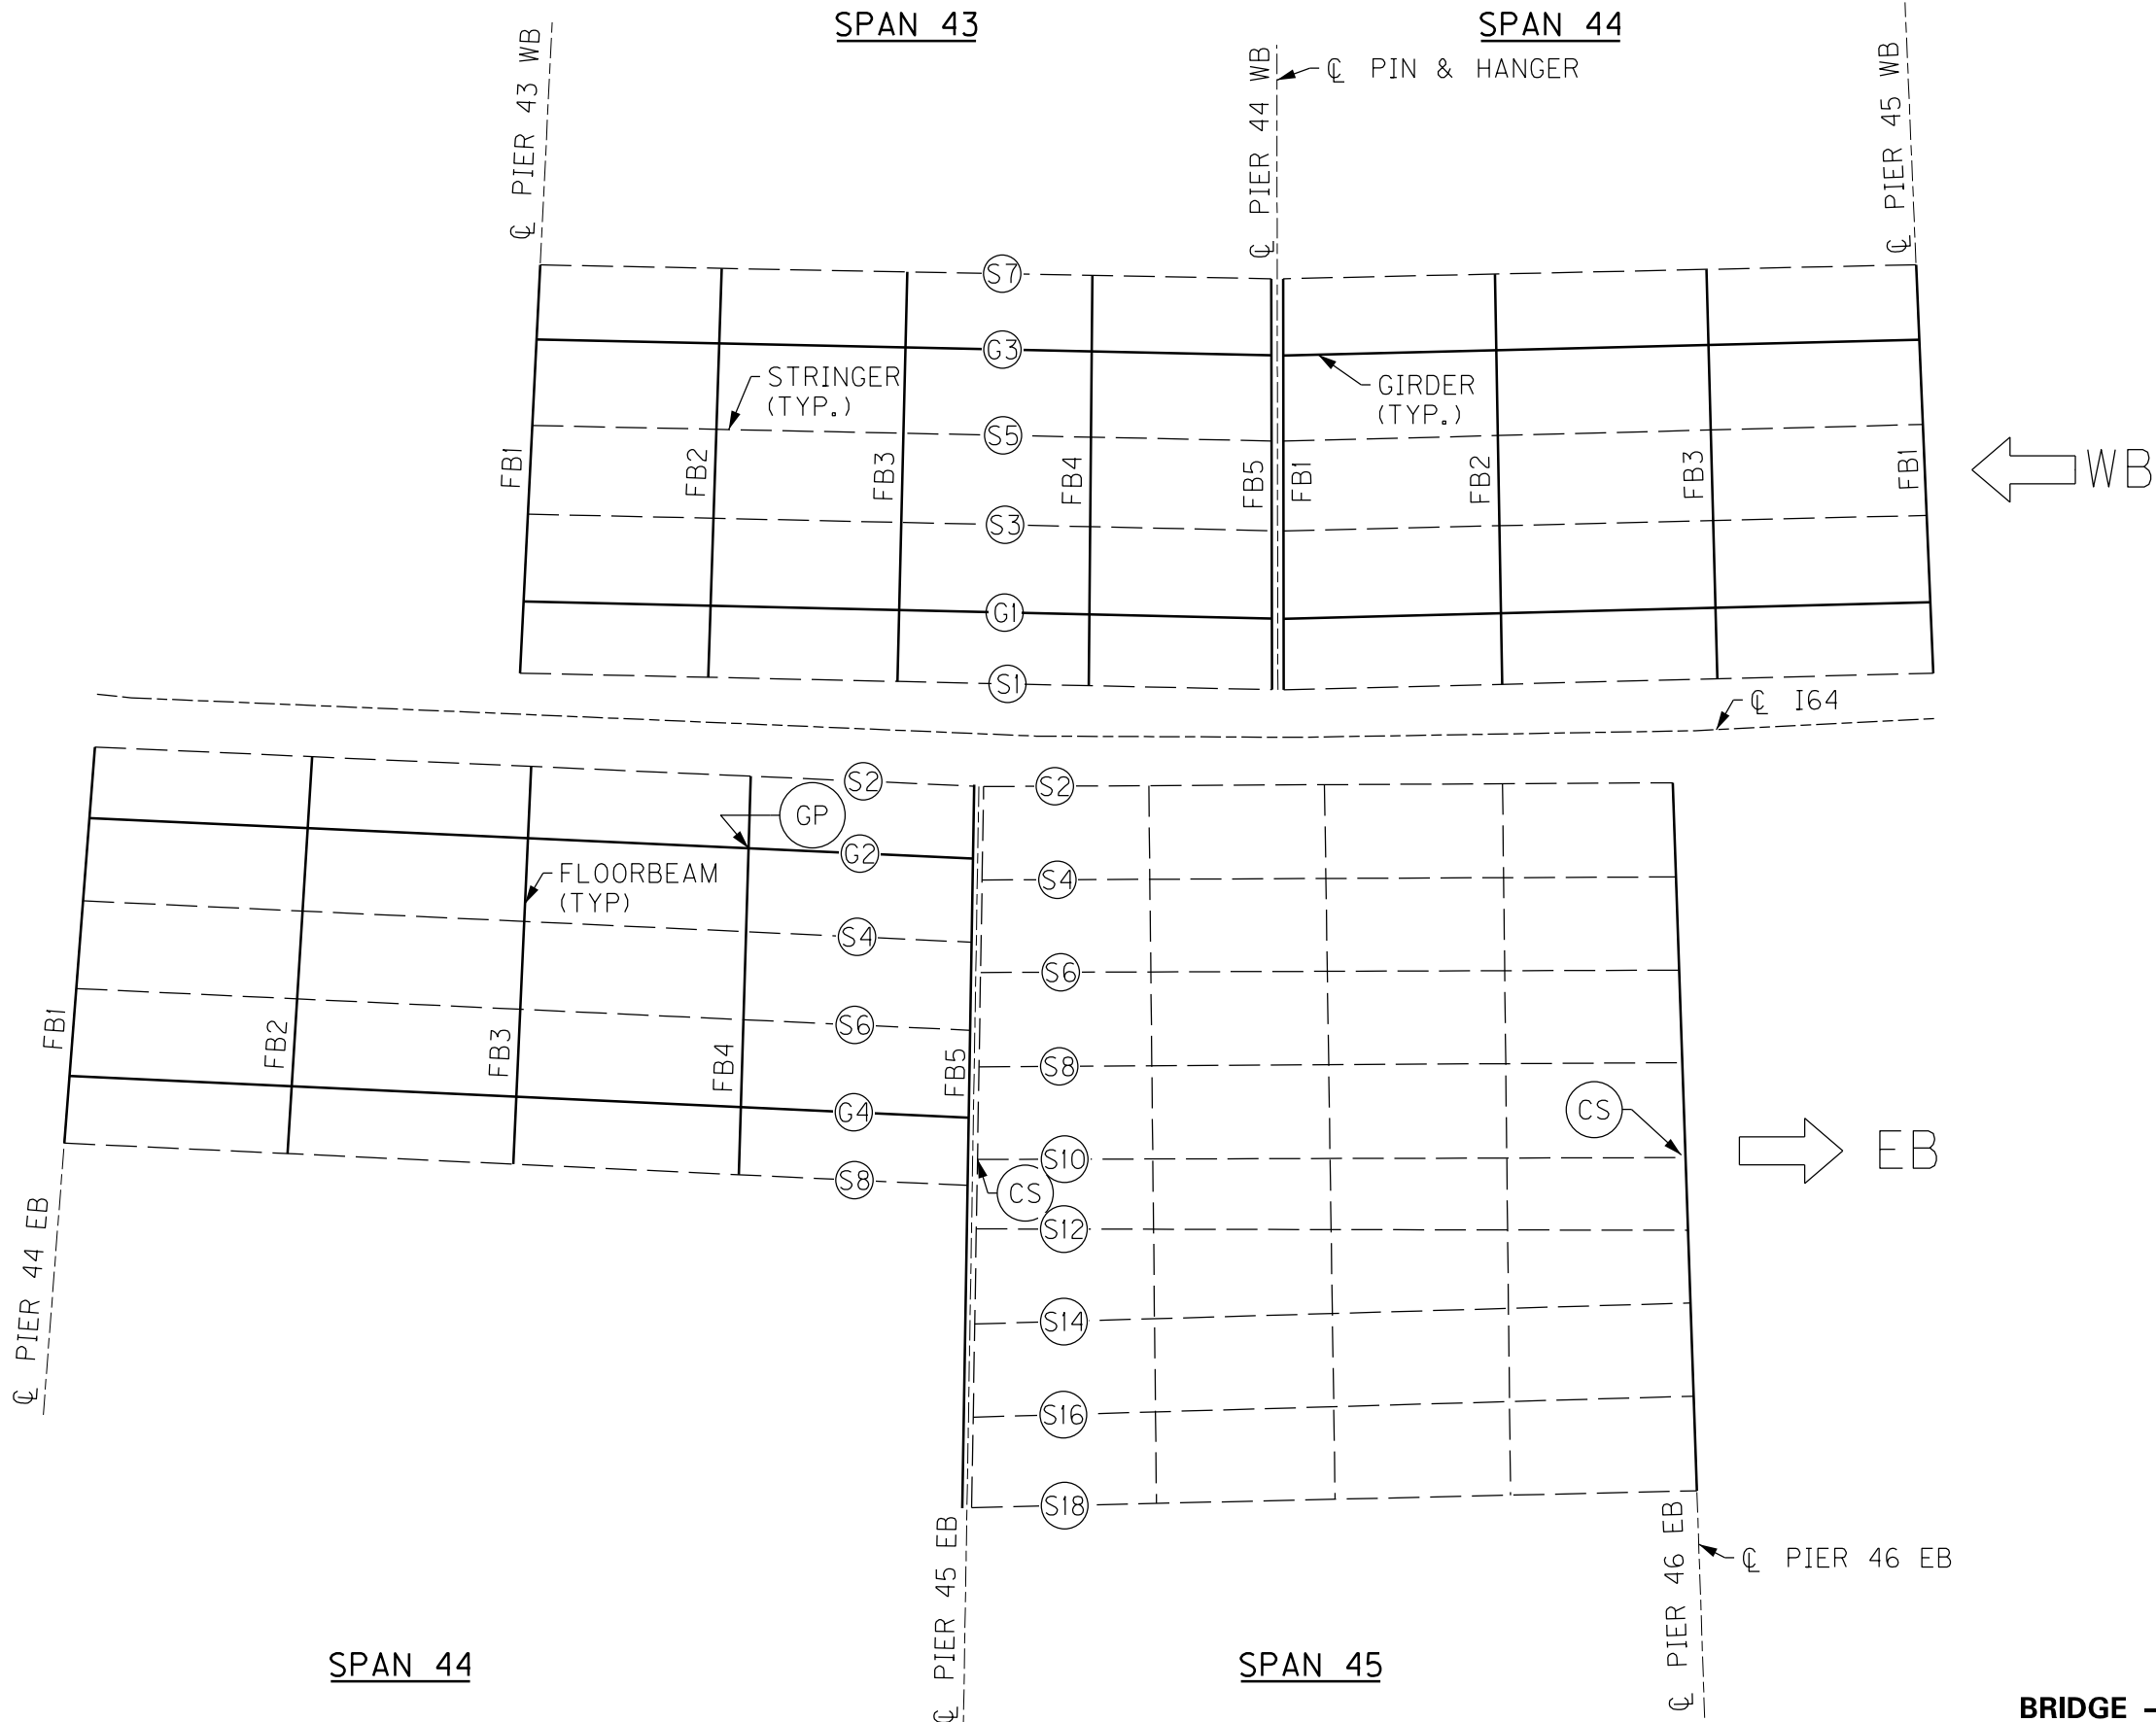 SPAN 43
SPAN 44
℄ PIER 43 WB
℄ PIER 44 WB
℄ PIN & HANGER
℄ PIER 45 WB
S7
G3
STRINGER
(TYP.)
GIRDER
(TYP.)
S5
FB1
FB2
FB3
FB4
FB5
FB1
FB2
FB3
FB1
WB
S3
G1
S1
℄ I64
S2
S2
GP
G2
FLOORBEAM
(TYP)
S4
S4
S6
S6
FB1
FB2
FB3
FB4
FB5
S8
G4
CS
S8
S10
CS
EB
S12
S14
S16
S18
℄ PIER 44 EB
℄ PIER 45 EB
℄ PIER 46 EB
℄ PIER 46 EB
SPAN 44
SPAN 45
BRIDGE -